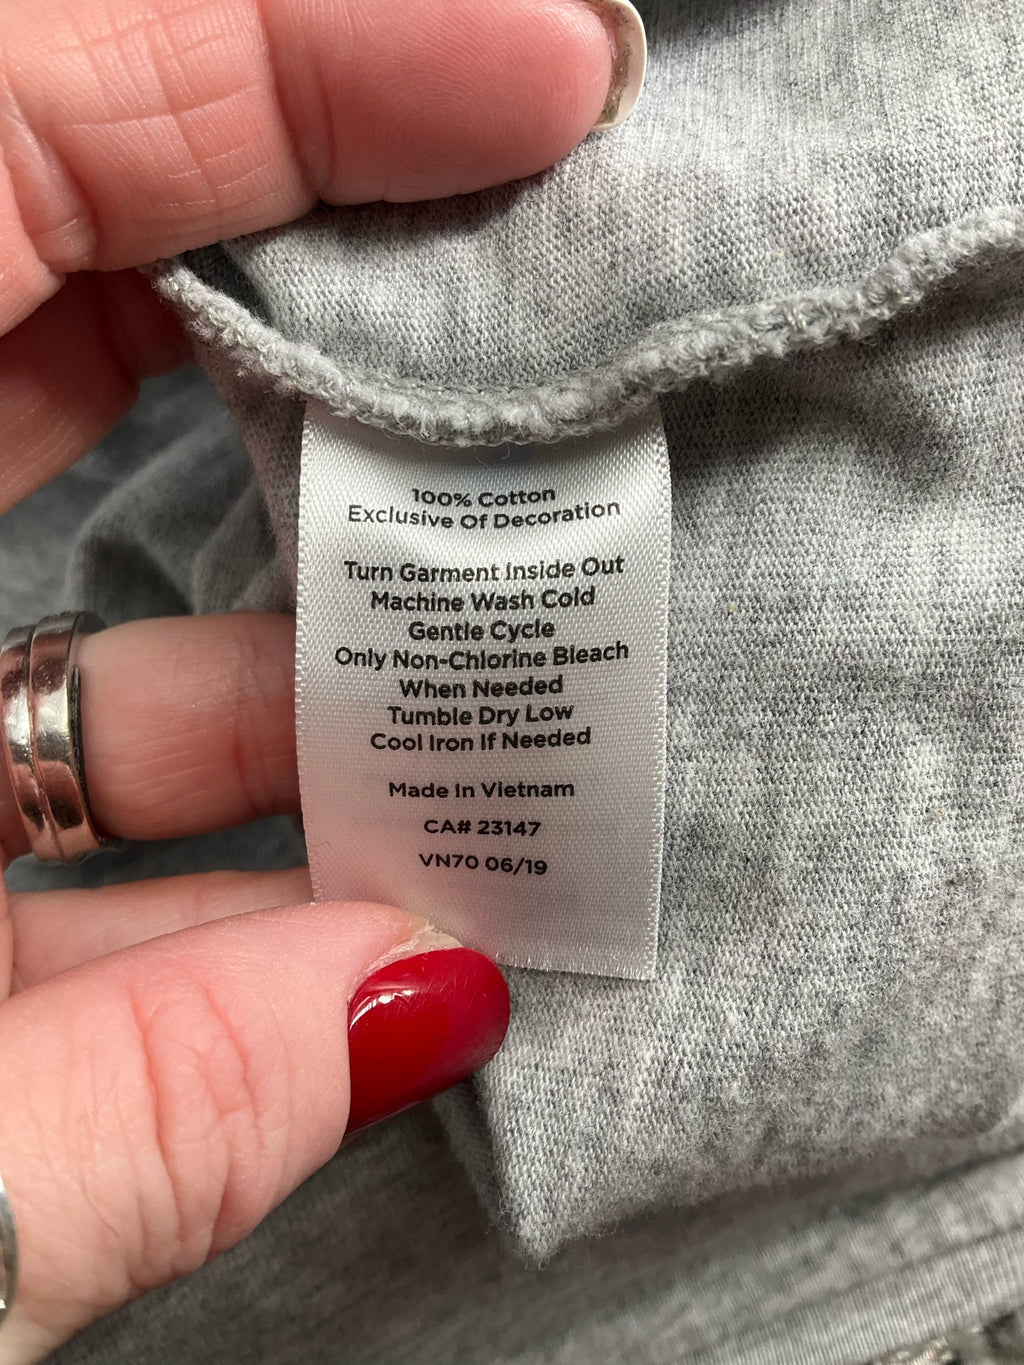 100% Cotton
Exclusive Of Decoration
Turn Garment Inside Out
Machine Wash Cold
Gentle Cycle
Only Non-Chlorine Bleach
When Needed
Tumble Dry Low
Cool Iron If Needed
Made In Vietnam
CA# 23147
VN70 06/19